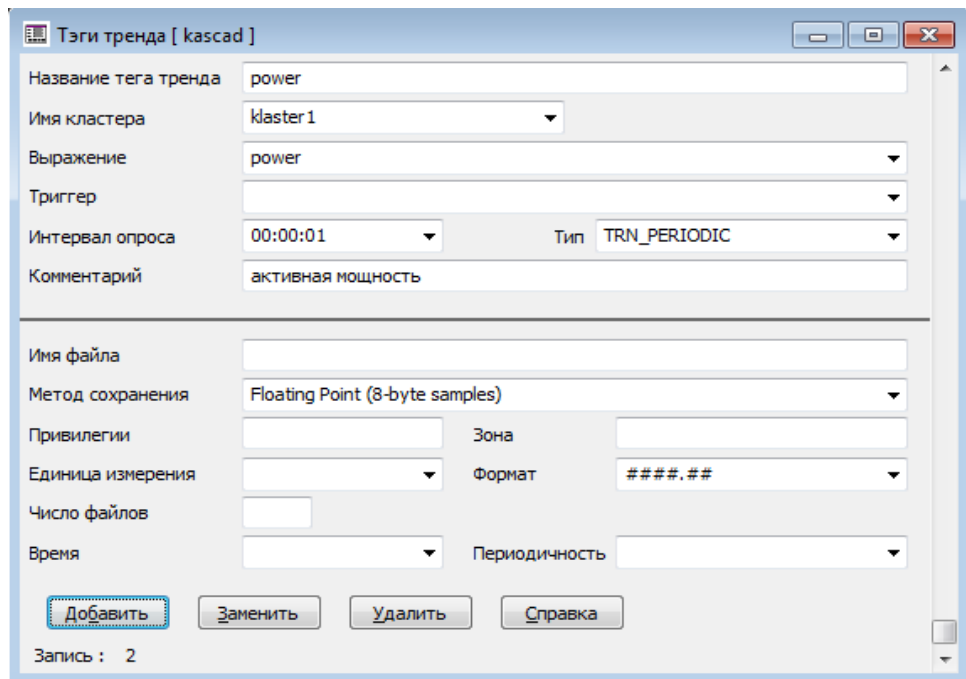 Тэги тренда [ kascad ]
Название тега тренда power
Имя кластера klaster1
Выражение power
Триггер
Интервал опроса 00:00:01 Тип TRN_PERIODIC
Комментарий активная мощность
Имя файла
Метод сохранения Floating Point (8-byte samples)
Привилегии Зона
Единица измерения Формат ####.##
Число файлов
Время Периодичность
Добавить Заменить Удалить Справка
Запись : 2